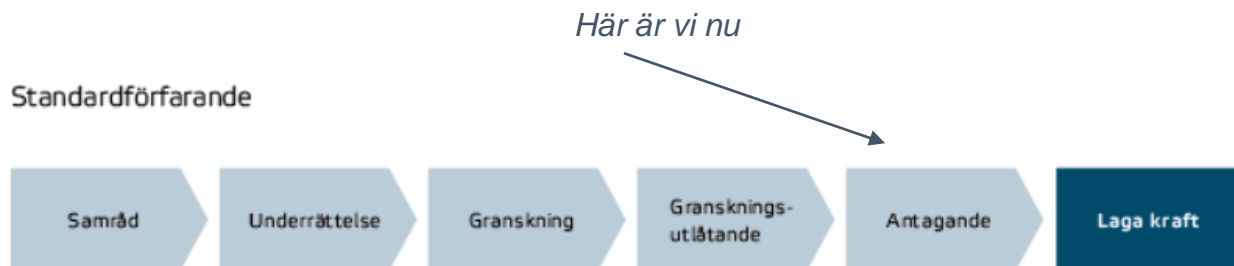 Här är vi nu
Standardförfarande
Samråd
Underrättelse
Granskning
Gransknings-
utlåtande
Antagande
Laga kraft